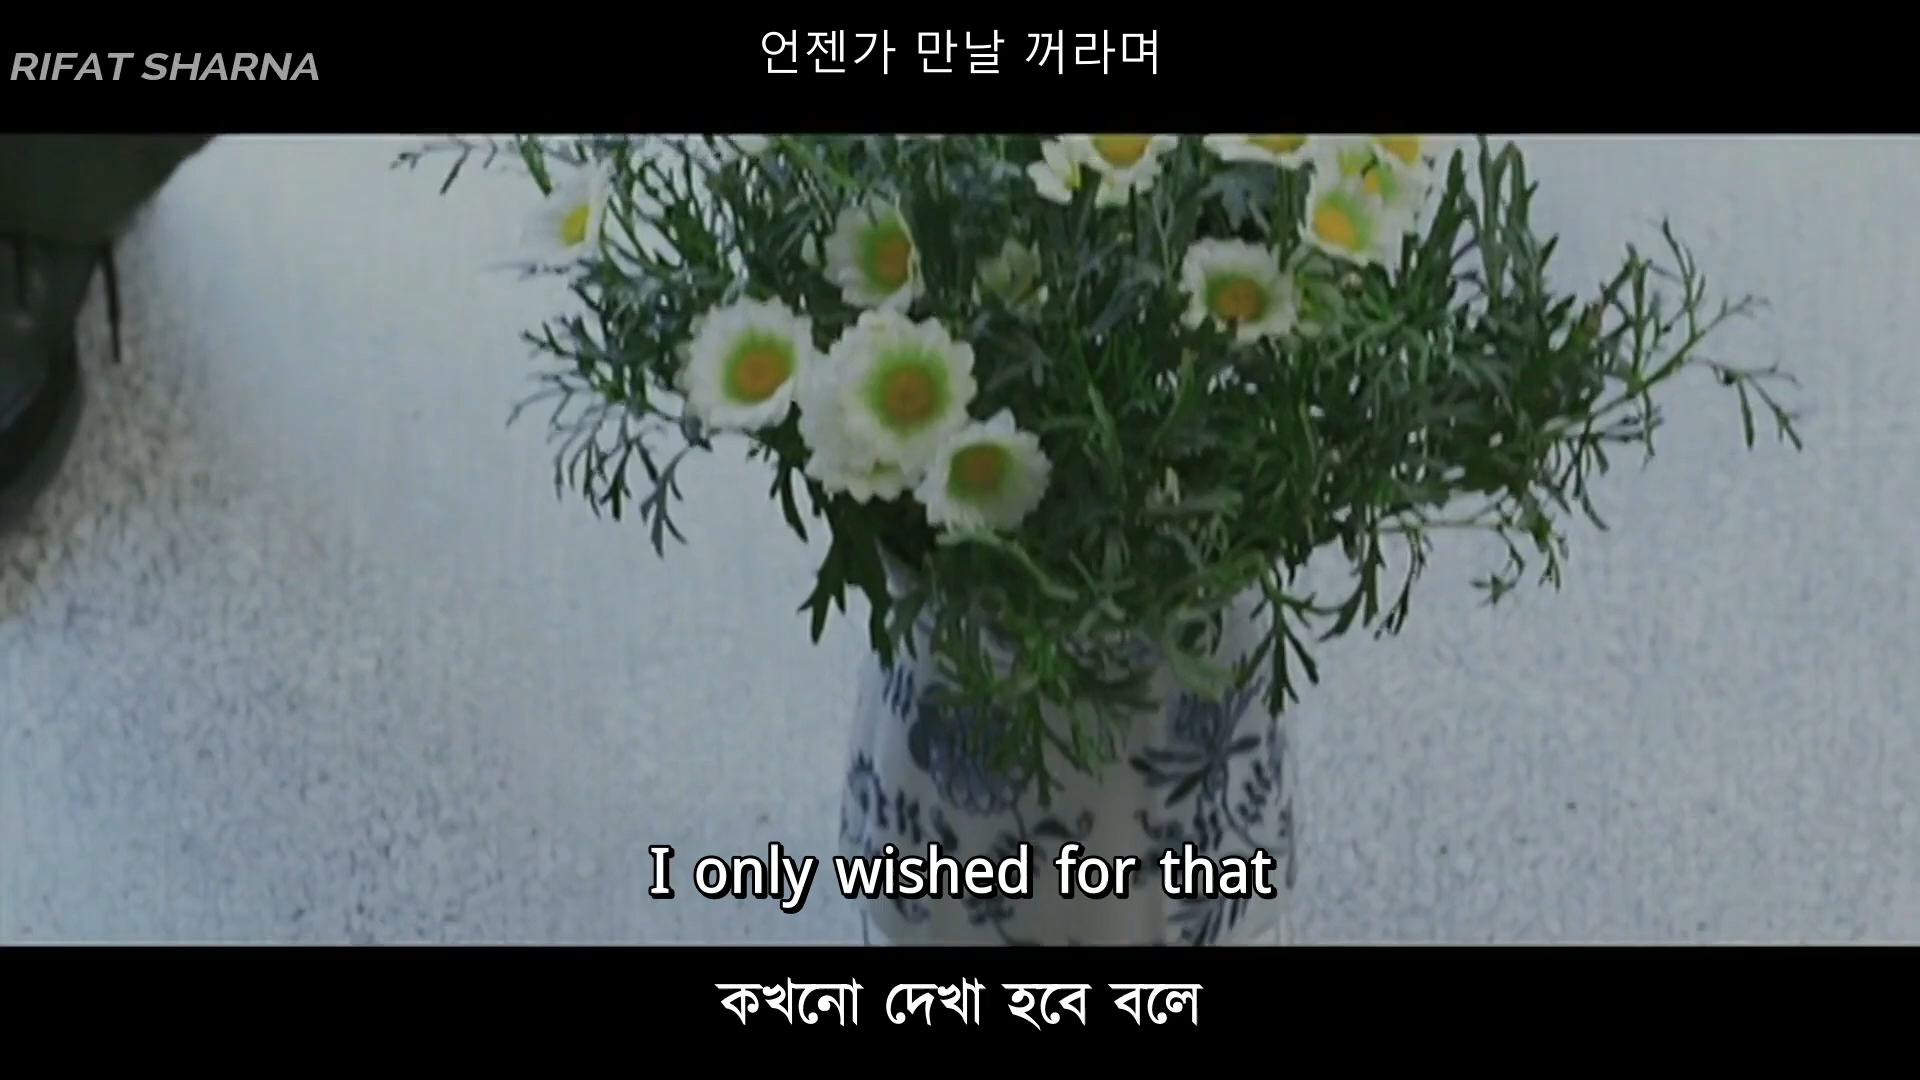 RIFAT SHARNA
언젠가 만날 꺼라며
I only wished for that
কখনো দেখা হবে বলে